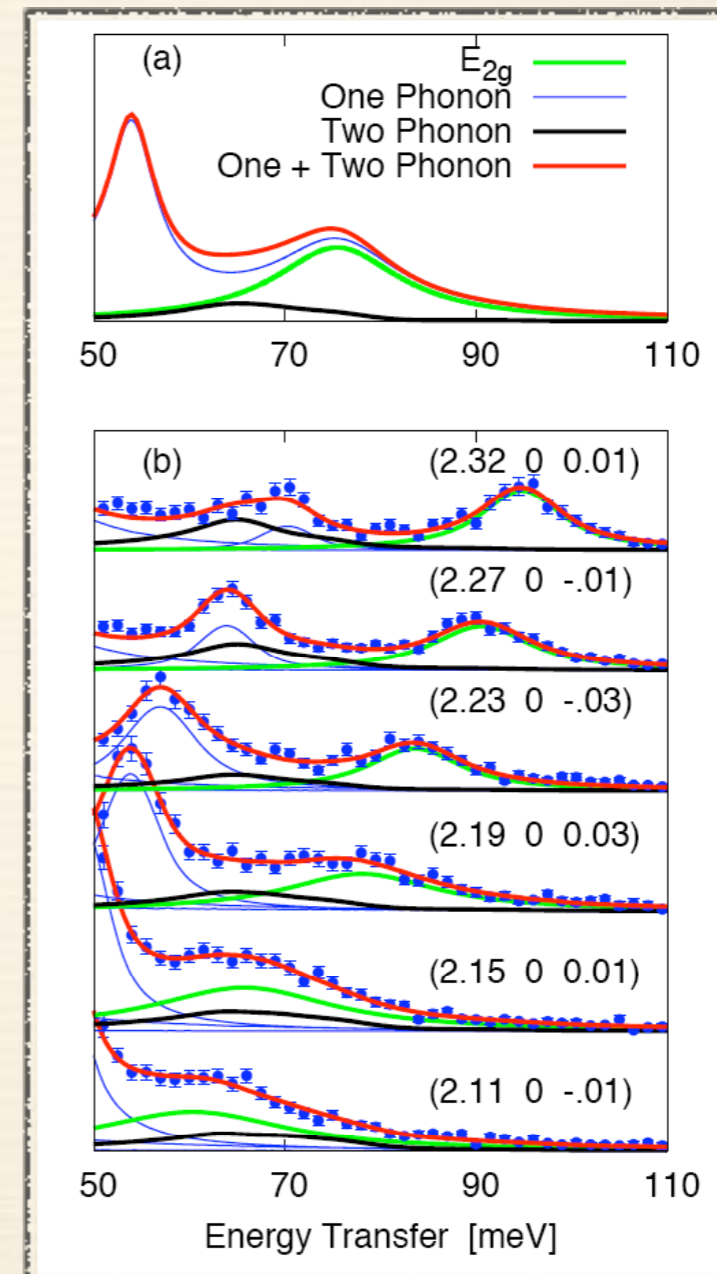 (a)
E2g
One Phonon
Two Phonon
One + Two Phonon
50 70 90 110
(b)
(2.32 0 0.01)
(2.27 0 -.01)
(2.23 0 -.03)
(2.19 0 0.03)
(2.15 0 0.01)
(2.11 0 -.01)
50 70 90 110
Energy Transfer [meV]